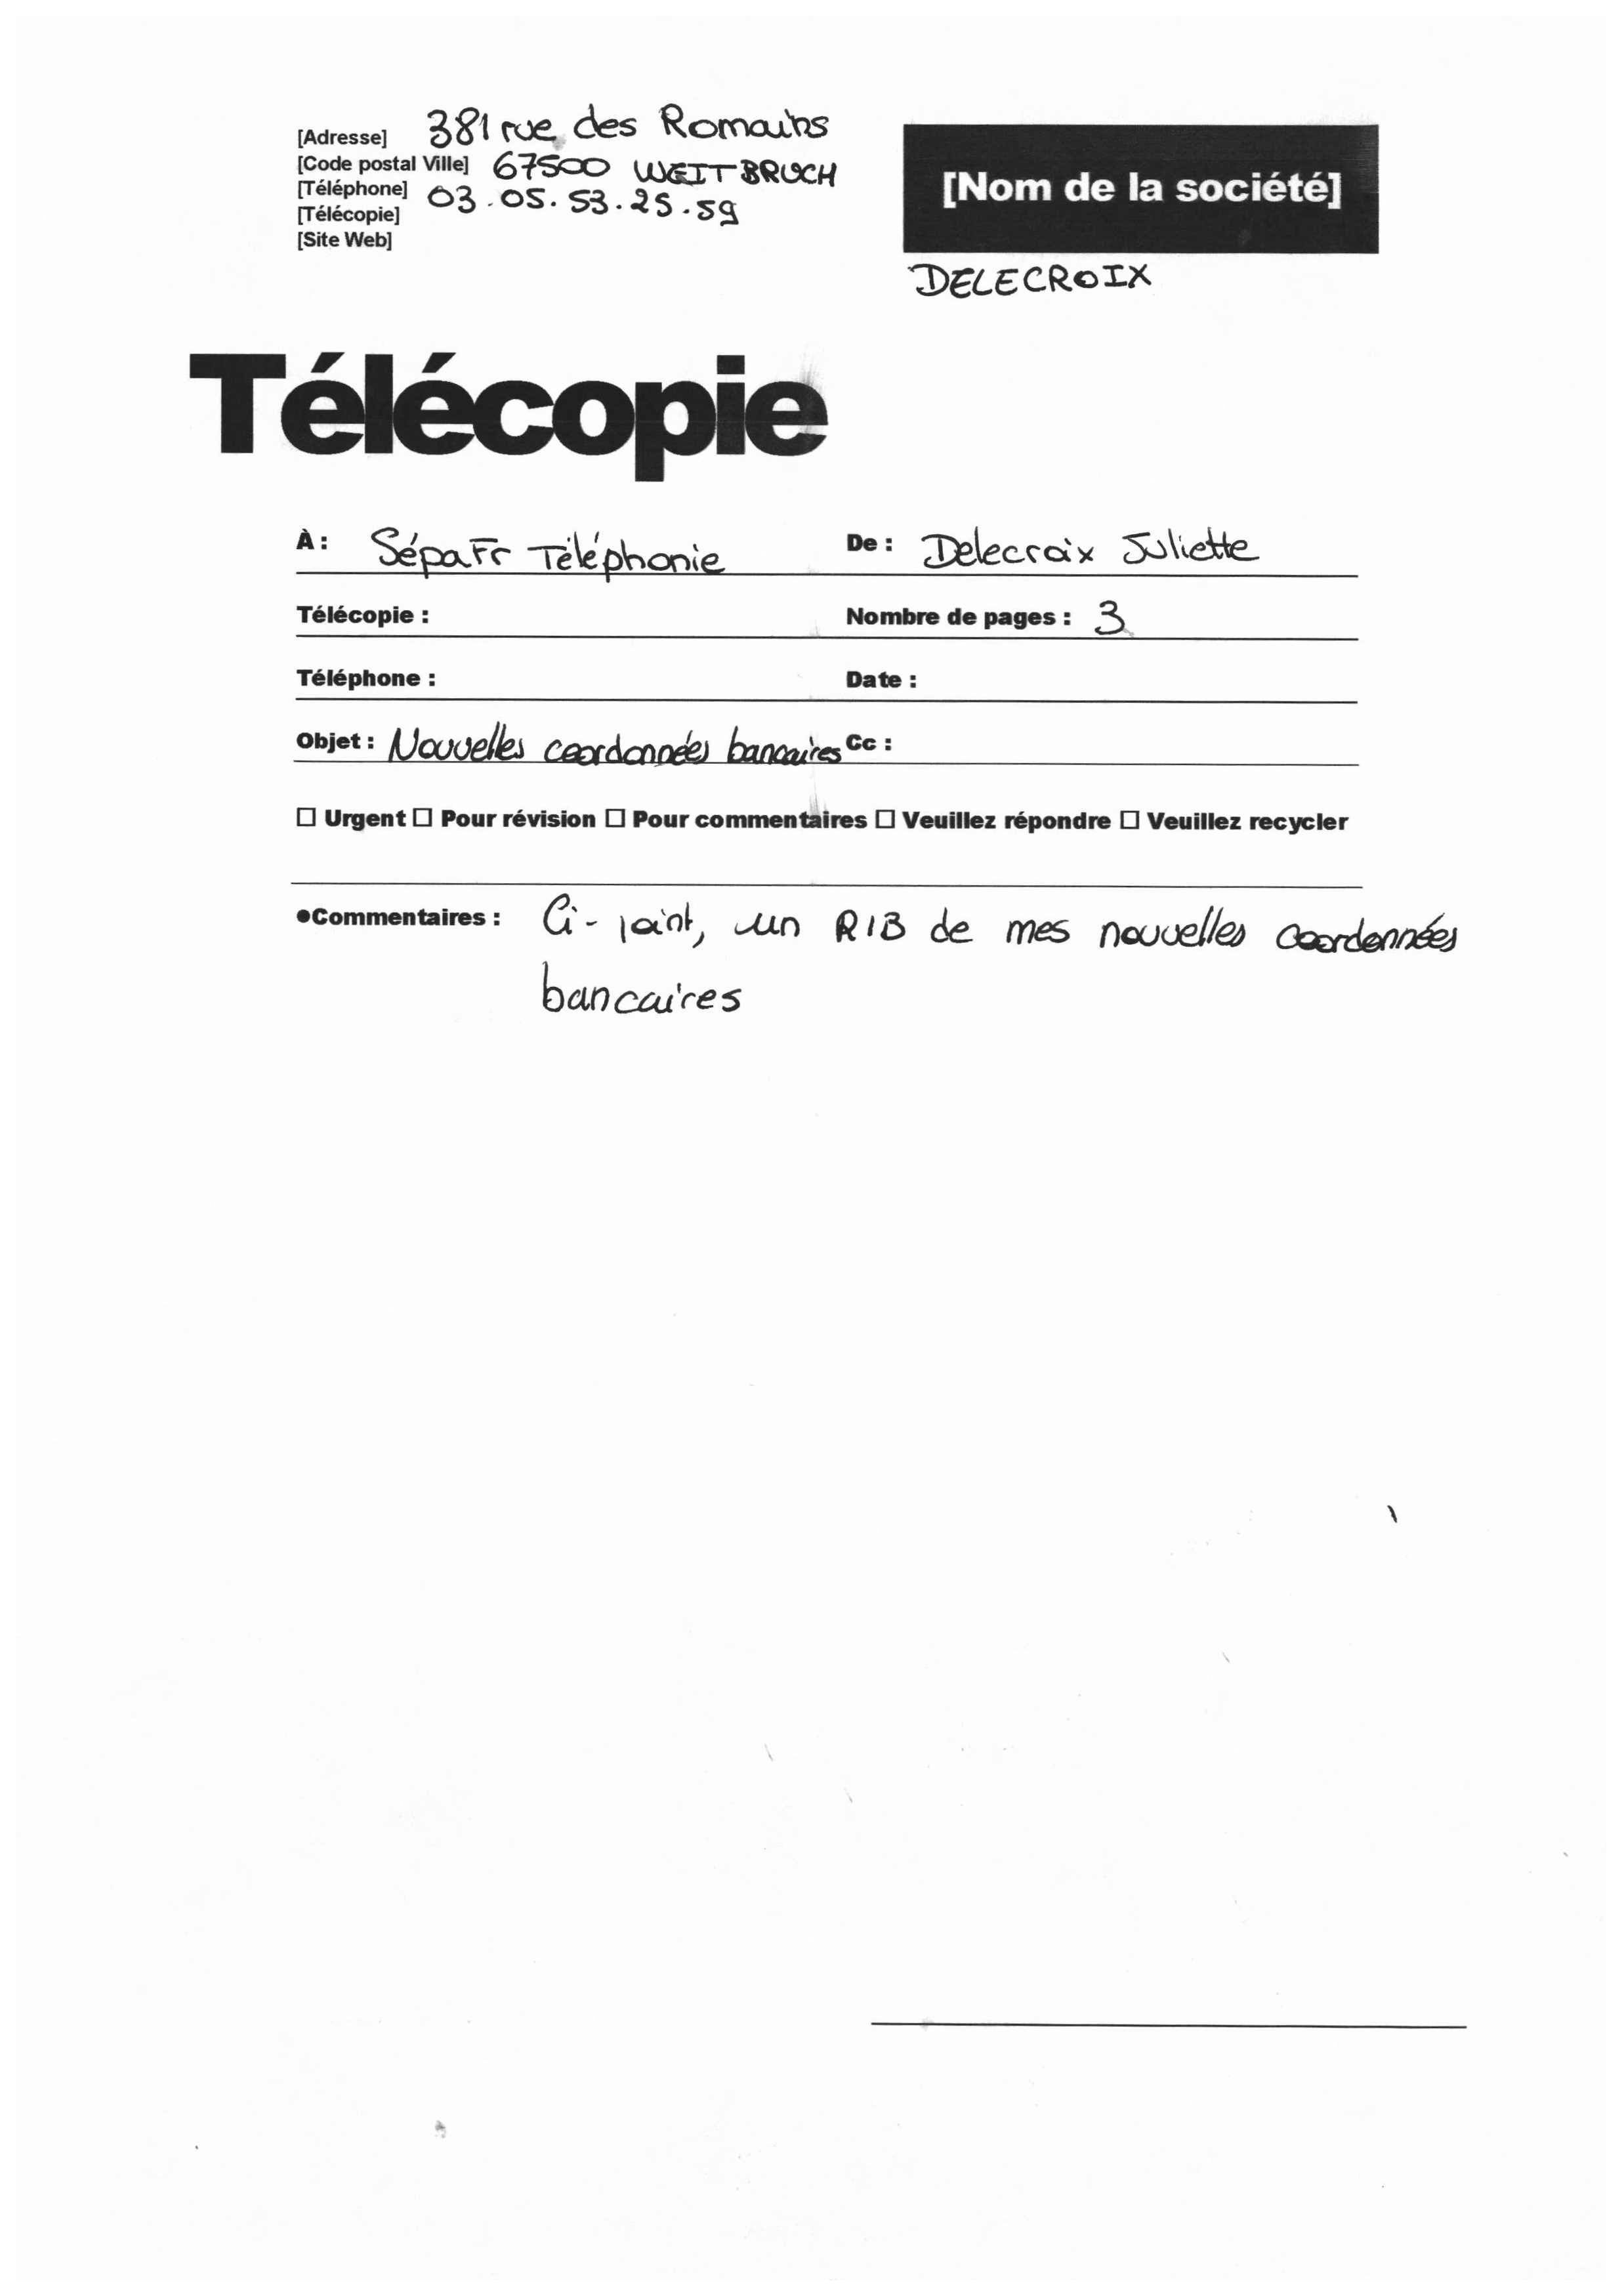 [Adresse] 381 rue des Romains
[Code postal Ville] 67500 WEITBRUCH
[Téléphone] 03.05.53.25.59
[Télécopie]
[Site Web]
[Nom de la société]
DELECROIX
Télécopie
À : SépaFr Téléphonie De : Delecroix Juliette
Télécopie : Nombre de pages : 3
Téléphone : Date :
Objet : Nouvelles coordonnées bancaires Cc :
☐ Urgent ☐ Pour révision ☐ Pour commentaires ☐ Veuillez répondre ☐ Veuillez recycler
●Commentaires : Ci-joint, un RIB de mes nouvelles coordonnées
bancaires